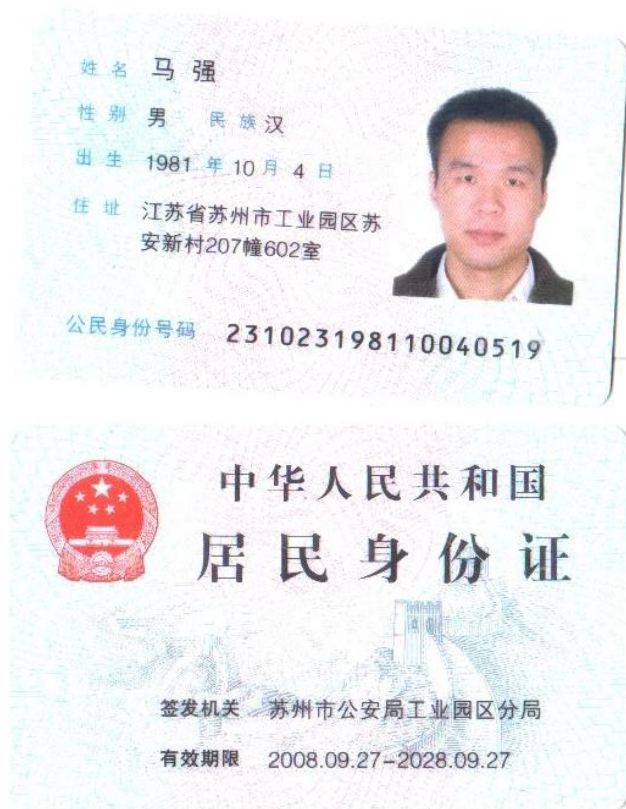 姓名 马强
性别 男 民族 汉
出生 1981 年 10 月 4 日
住址 江苏省苏州市工业园区苏
安新村207幢602室
公民身份号码 231023198110040519
中华人民共和国
居民身份证
签发机关 苏州市公安局工业园区分局
有效期限 2008.09.27-2028.09.27